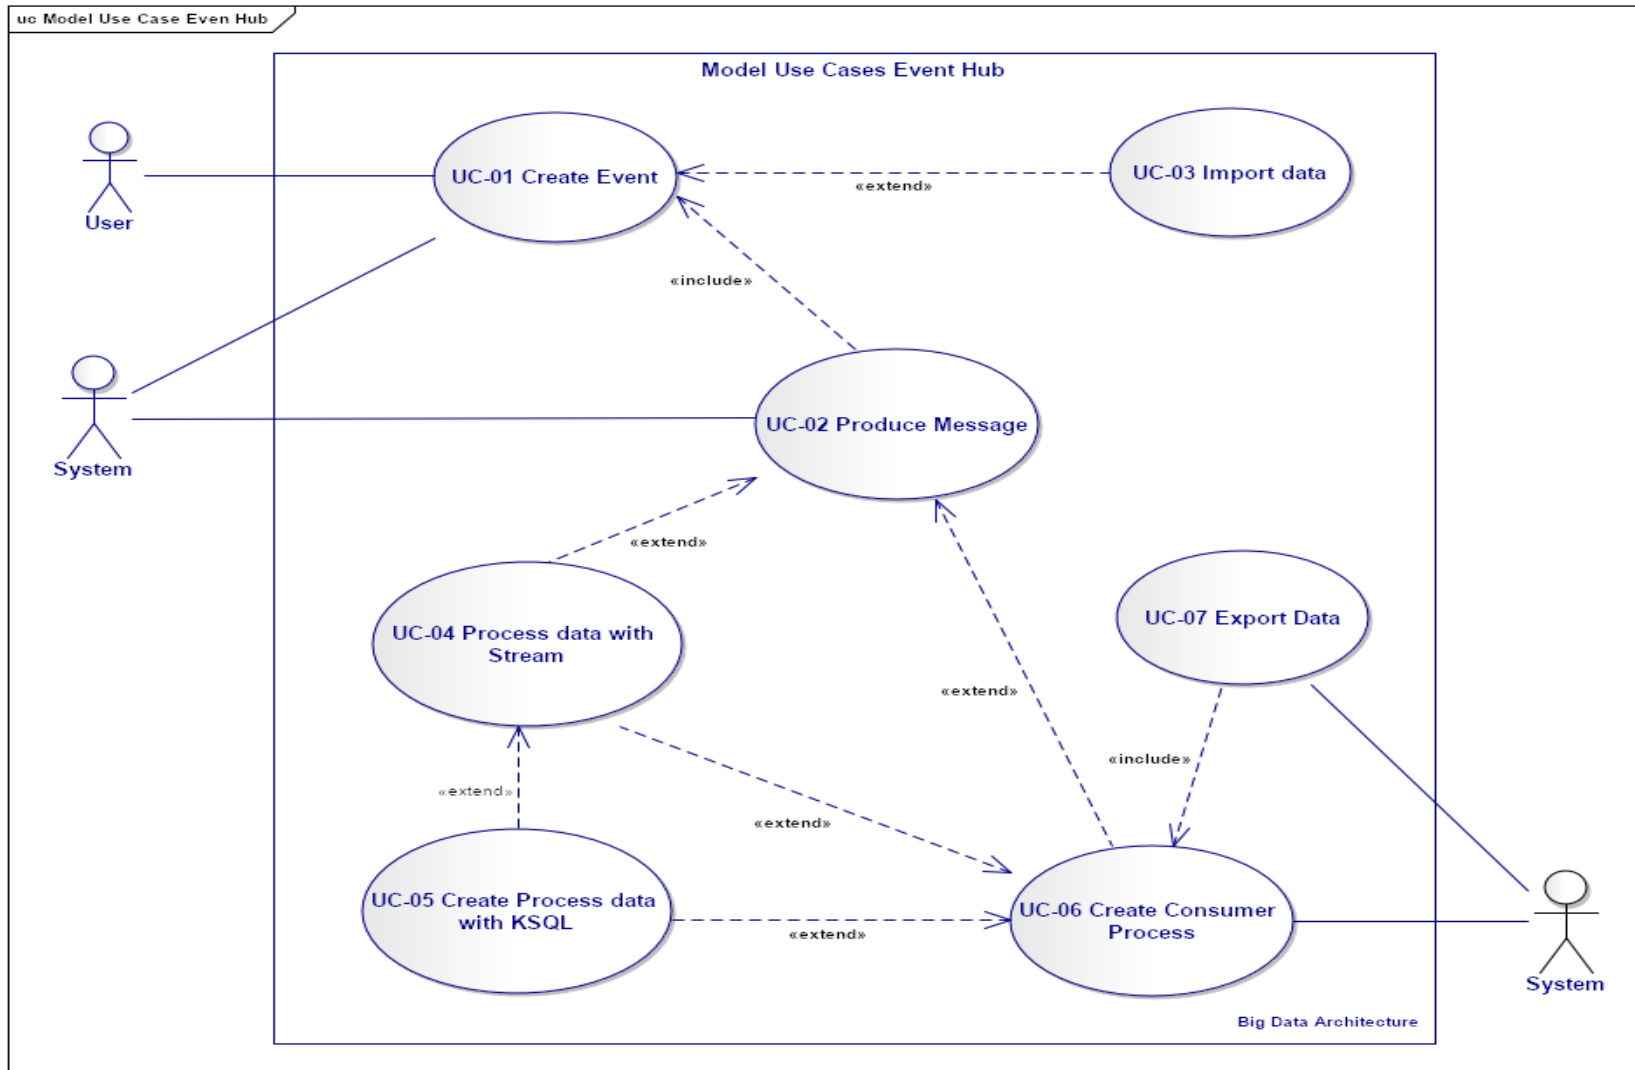 uc Model Use Case Even Hub
Model Use Cases Event Hub
User
UC-01 Create Event
«extend»
UC-03 Import data
«include»
System
UC-02 Produce Message
«extend»
UC-04 Process data with
Stream
UC-07 Export Data
«extend»
«include»
«extend»
«extend»
UC-05 Create Process data
with KSQL
«extend»
UC-06 Create Consumer
Process
System
Big Data Architecture